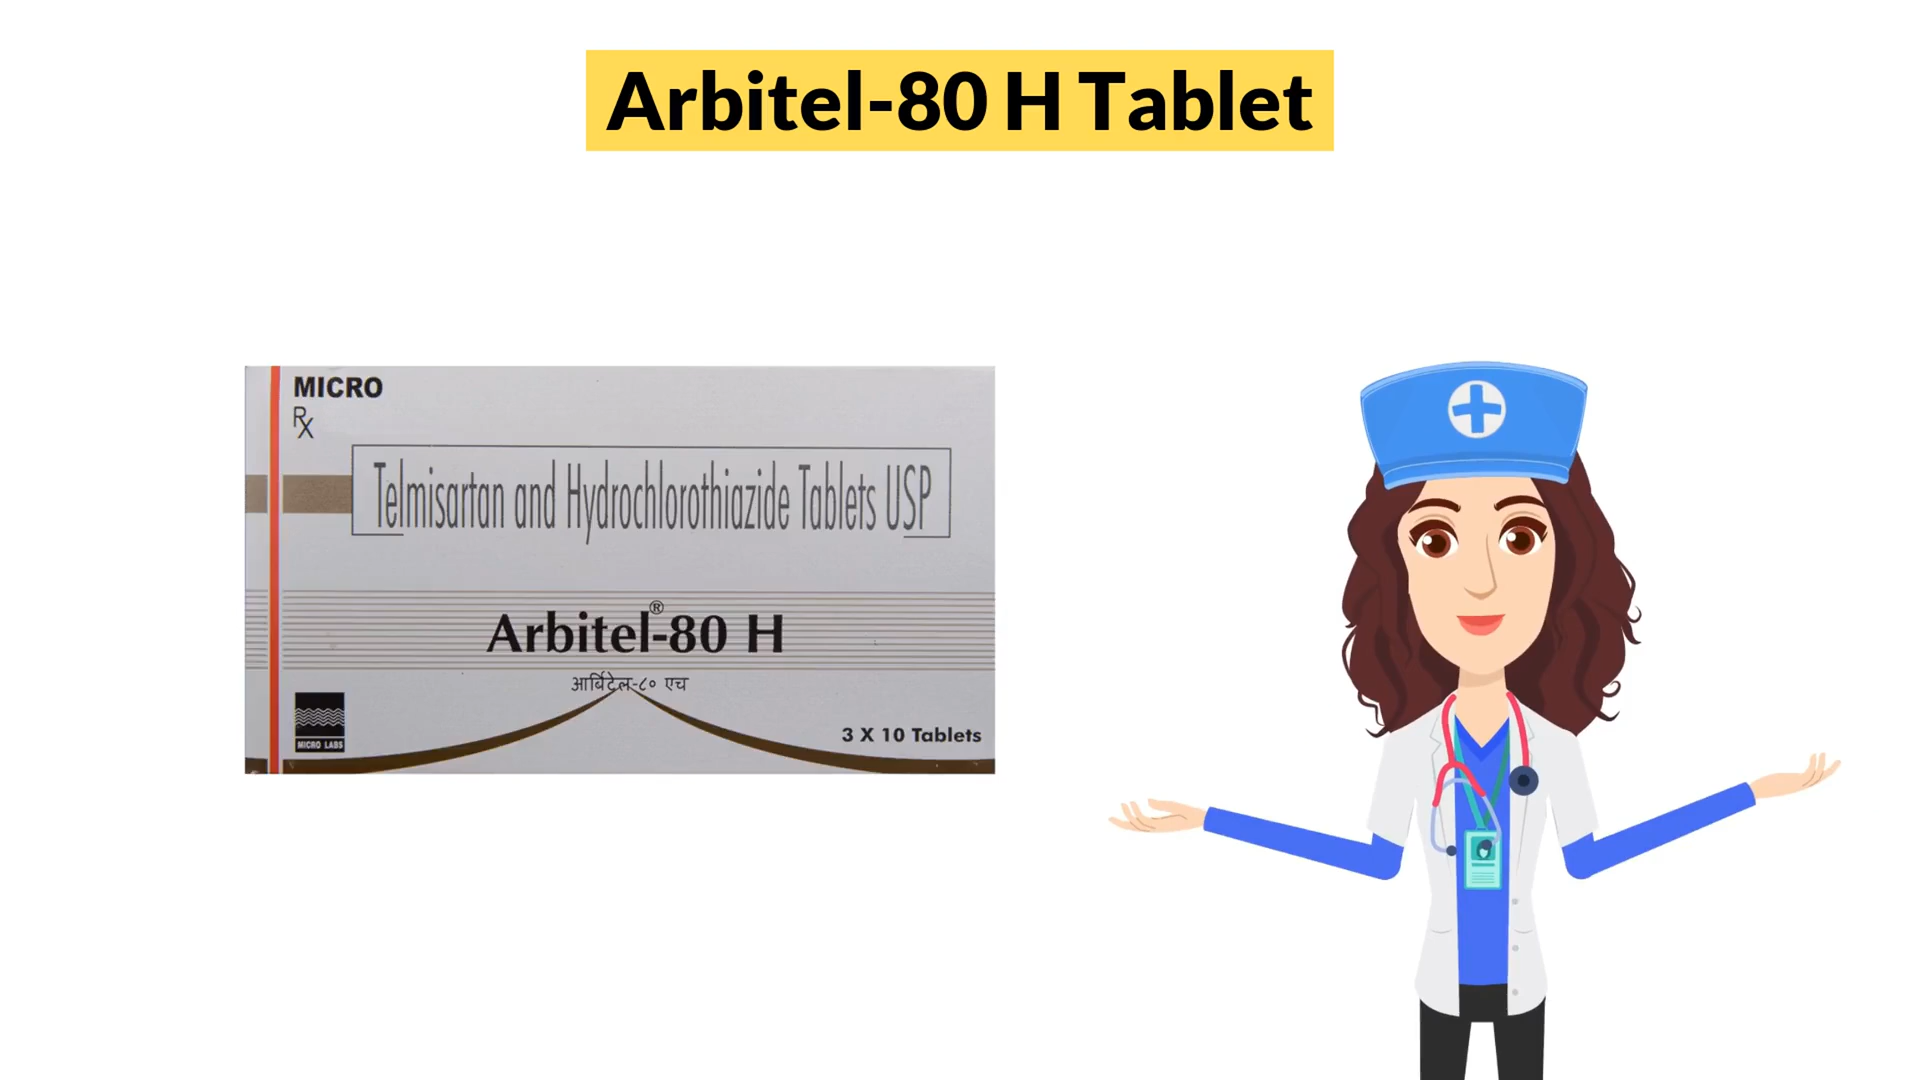 Arbitel-80 H Tablet
MICRO
Rx
Telmisartan and Hydrochlorothiazide Tablets USP
Arbitel®-80 H
आर्बिटेल-८० एच
MICRO LABS
3 X 10 Tablets